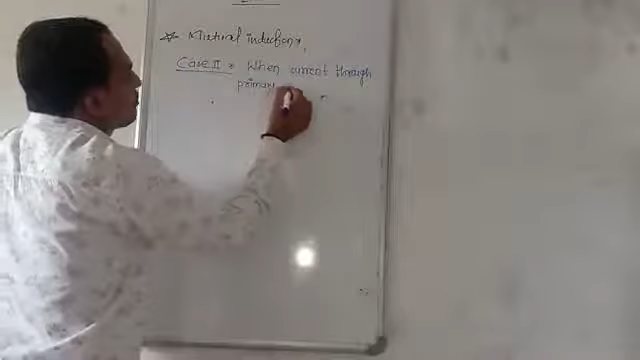 ☆ Mutual induction :
Case II : When current through
primary